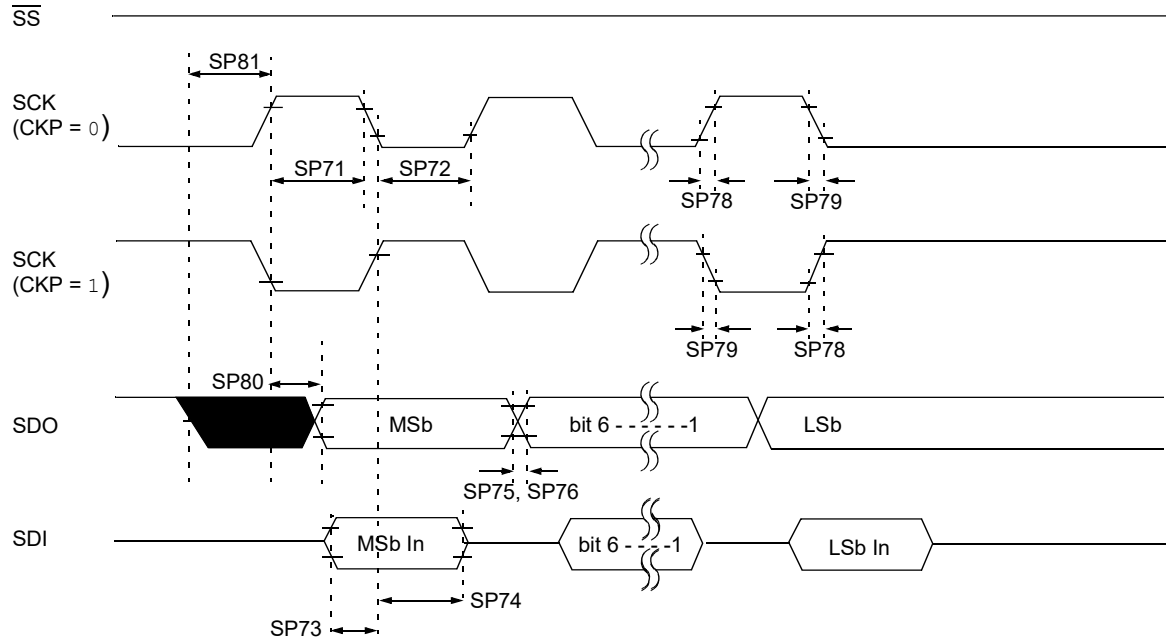 SS
SP81
SCK
(CKP = 0)
SP71
SP72
SP78
SP79
SCK
(CKP = 1)
SP79
SP78
SP80
SDO
MSb
bit 6 - - - - - -1
LSb
SP75, SP76
SDI
MSb In
bit 6 - - - - -1
LSb In
SP74
SP73